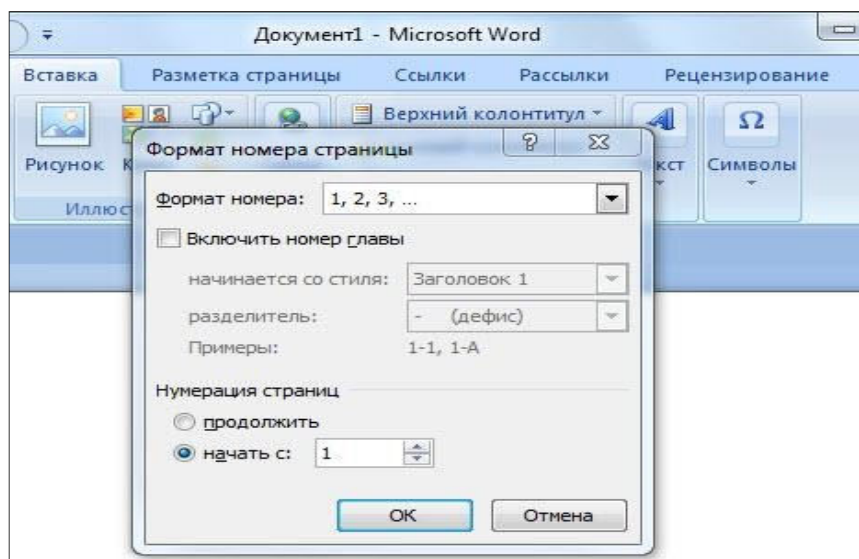 Документ1 - Microsoft Word
Вставка Разметка страницы Ссылки Рассылки Рецензирование
Верхний колонтитул
Рисунок Символы
Формат номера страницы
Формат номера: 1, 2, 3, ...
Включить номер главы
начинается со стиля: Заголовок 1
разделитель: - (дефис)
Примеры: 1-1, 1-A
Нумерация страниц
продолжить
начать с: 1
ОК Отмена